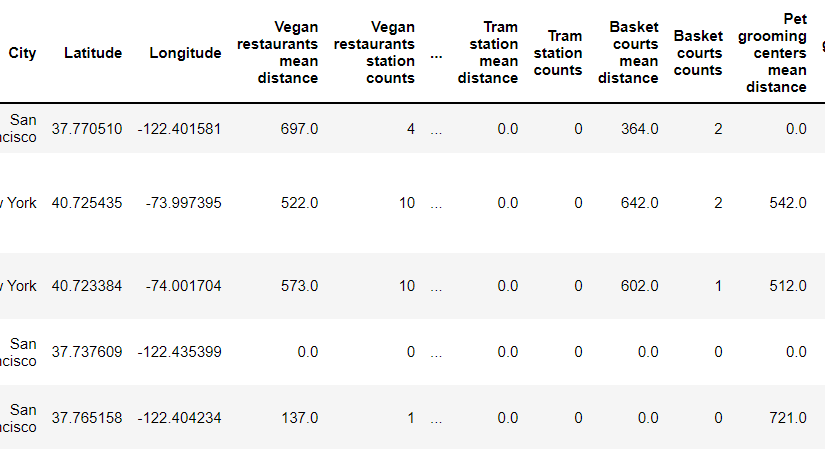 City Latitude Longitude Vegan restaurants mean distance Vegan restaurants station counts ... Tram station mean distance Tram station counts Basket courts mean distance Basket courts counts Pet grooming centers mean distance
San ncisco 37.770510 -122.401581 697.0 4 ... 0.0 0 364.0 2 0.0
York 40.725435 -73.997395 522.0 10 ... 0.0 0 642.0 2 542.0
York 40.723384 -74.001704 573.0 10 ... 0.0 0 602.0 1 512.0
San ncisco 37.737609 -122.435399 0.0 0 ... 0.0 0 0.0 0 0.0
San ncisco 37.765158 -122.404234 137.0 1 ... 0.0 0 0.0 0 721.0